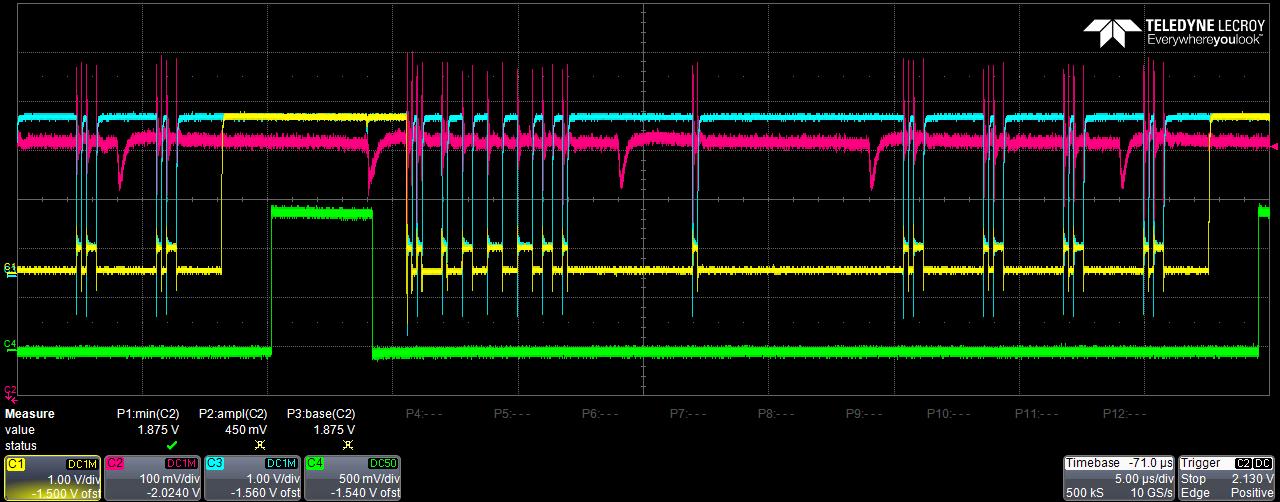 TELEDYNE LECROY
Everywhereyoulook™
C1
C4
C2
Measure P1:min(C2) P2:ampl(C2) P3:base(C2) P4:--- P5:--- P6:--- P7:--- P8:--- P9:--- P10:--- P11:--- P12:---
value 1.875 V 450 mV 1.875 V
status
C1 DC1M C2 DC1M C3 DC1M C4 DC50 Timebase -71.0 µs Trigger C2 DC
1.00 V/div 100 mV/div 1.00 V/div 500 mV/div 5.00 µs/div Stop 2.130 V
-1.500 V ofst -2.0240 V -1.560 V ofst -1.540 V ofst 500 kS 10 GS/s Edge Positive